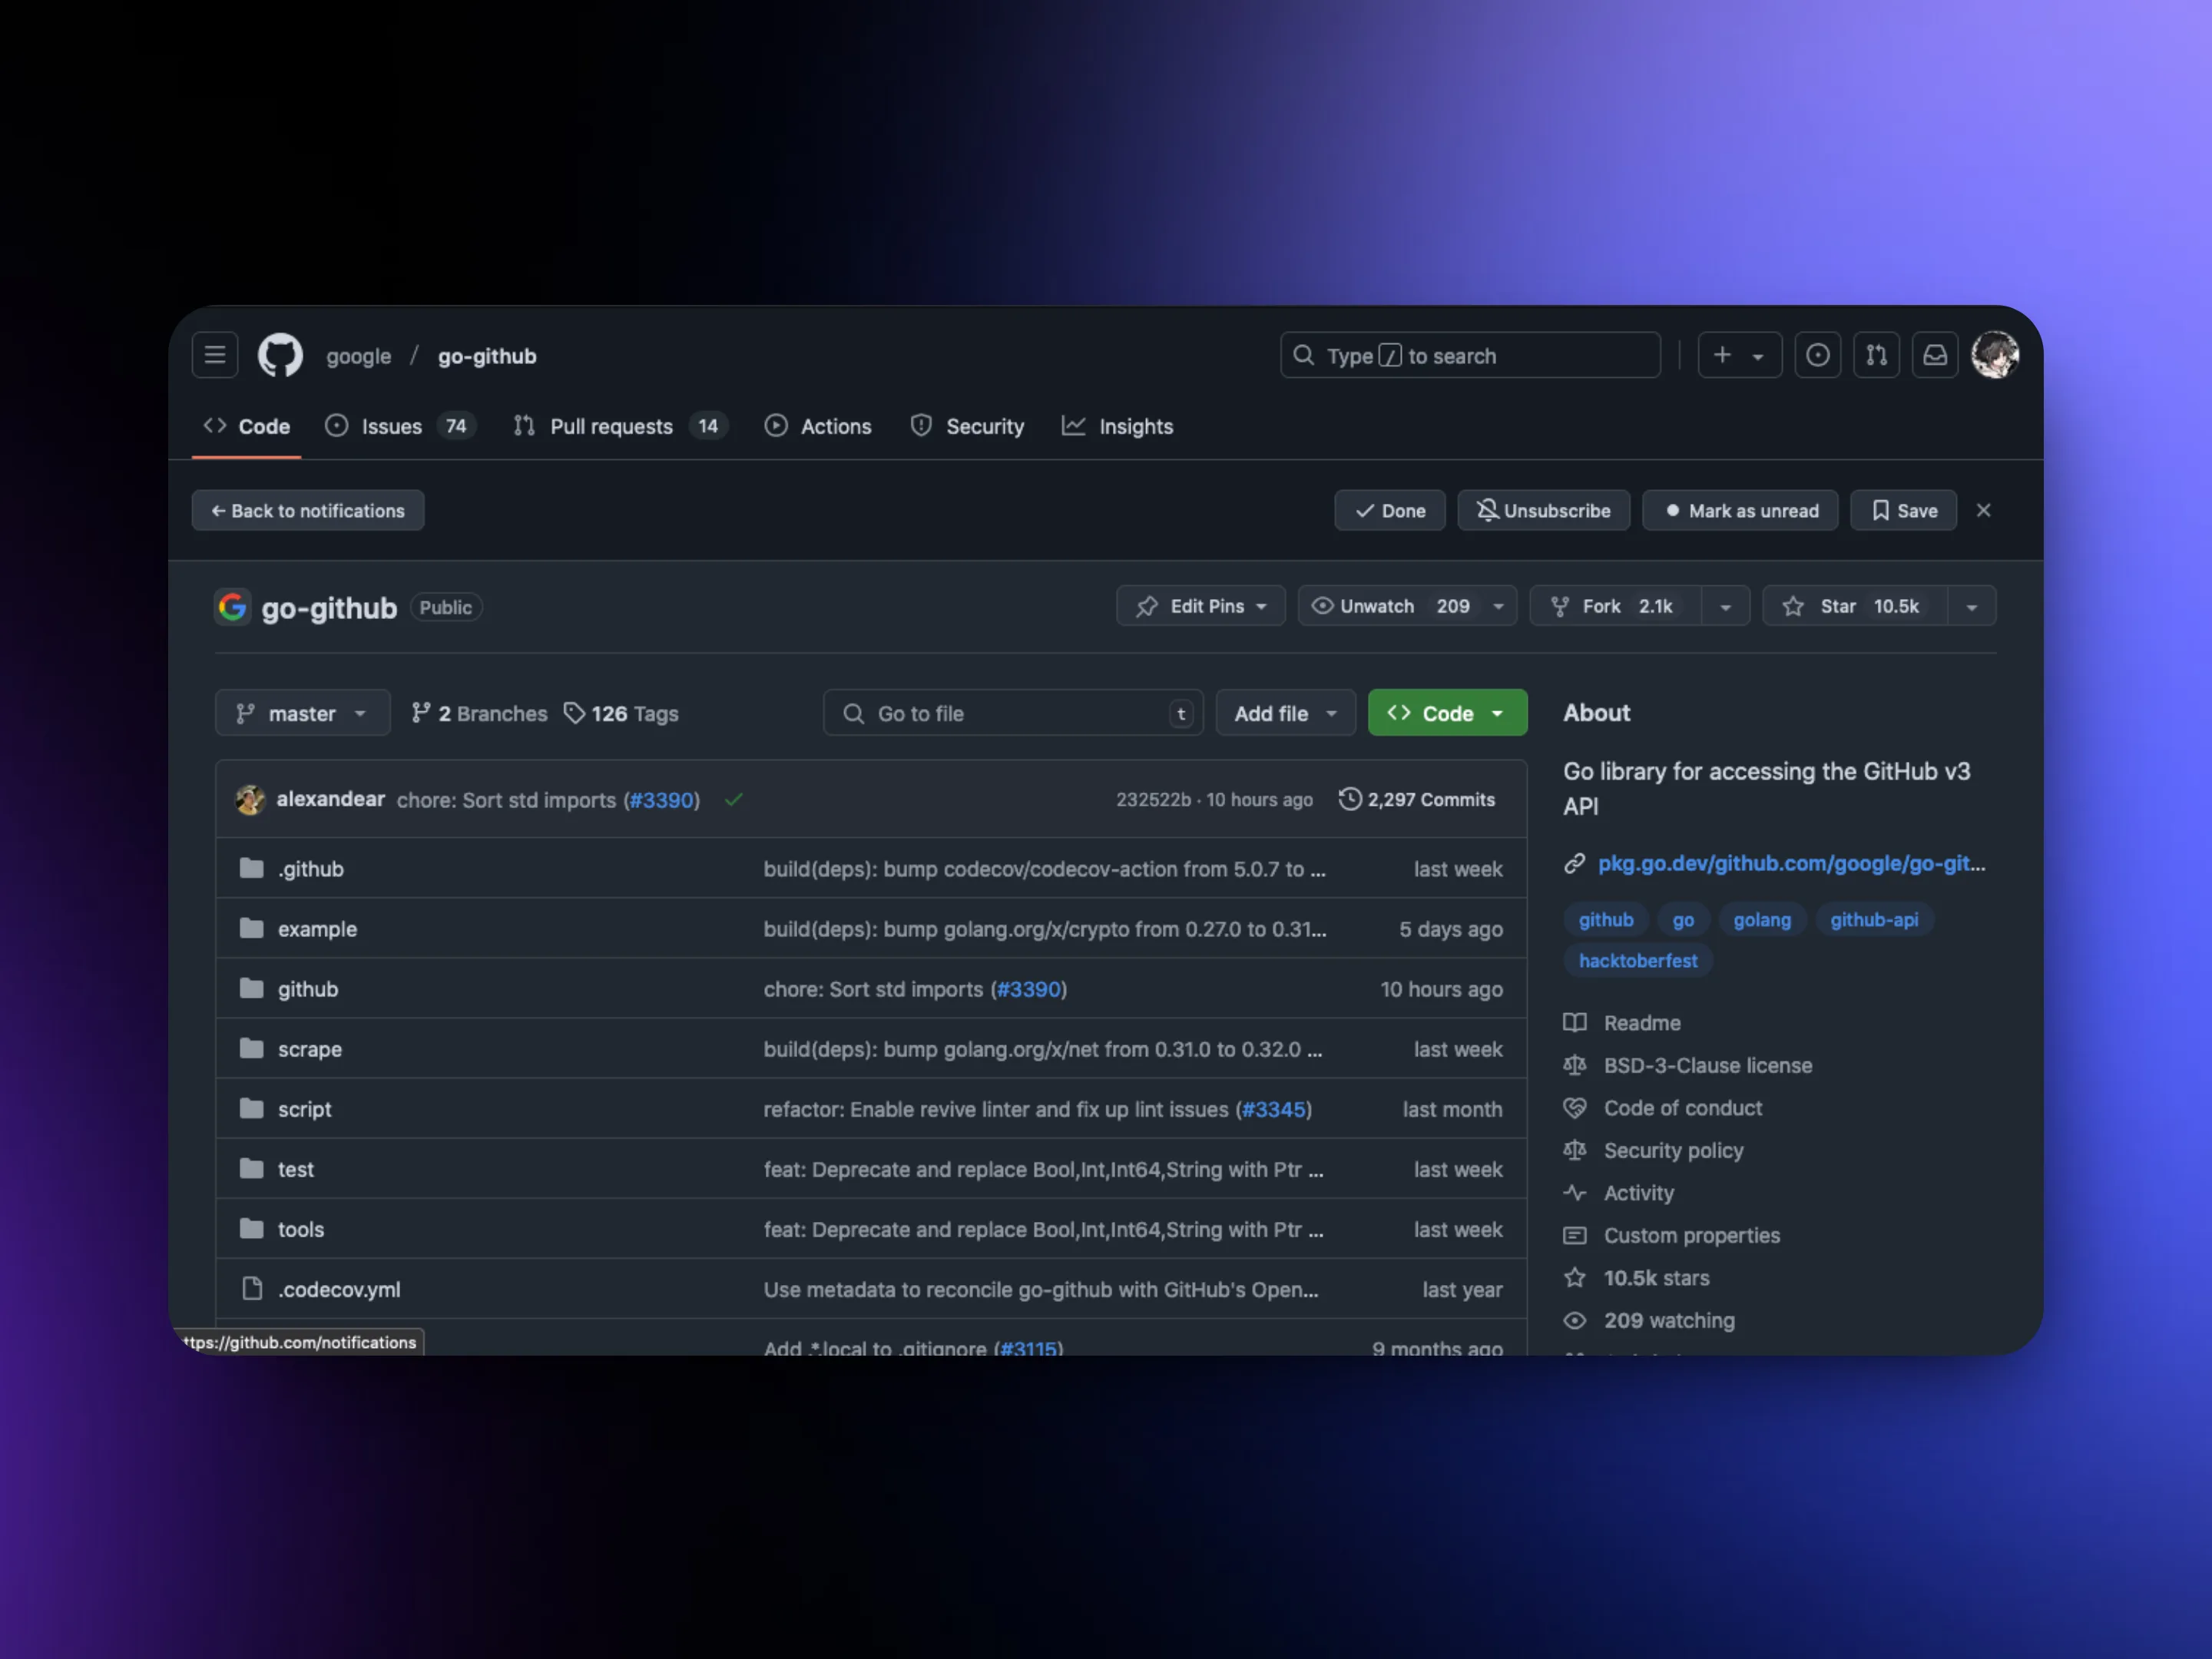 google / go-github
Type / to search
Code
Issues 74
Pull requests 14
Actions
Security
Insights
← Back to notifications
Done
Unsubscribe
Mark as unread
Save
go-github Public
Edit Pins
Unwatch 209
Fork 2.1k
Star 10.5k
master
2 Branches
126 Tags
Go to file t
Add file
Code
alexandear chore: Sort std imports (#3390)
232522b · 10 hours ago
2,297 Commits
.github build(deps): bump codecov/codecov-action from 5.0.7 to ... last week
example build(deps): bump golang.org/x/crypto from 0.27.0 to 0.31... 5 days ago
github chore: Sort std imports (#3390) 10 hours ago
scrape build(deps): bump golang.org/x/net from 0.31.0 to 0.32.0 ... last week
script refactor: Enable revive linter and fix up lint issues (#3345) last month
test feat: Deprecate and replace Bool,Int,Int64,String with Ptr ... last week
tools feat: Deprecate and replace Bool,Int,Int64,String with Ptr ... last week
.codecov.yml Use metadata to reconcile go-github with GitHub's Open... last year
Add *.local to .gitignore (#3115) 9 months ago
ttps://github.com/notifications
About
Go library for accessing the GitHub v3
API
pkg.go.dev/github.com/google/go-git...
github go golang github-api
hacktoberfest
Readme
BSD-3-Clause license
Code of conduct
Security policy
Activity
Custom properties
10.5k stars
209 watching